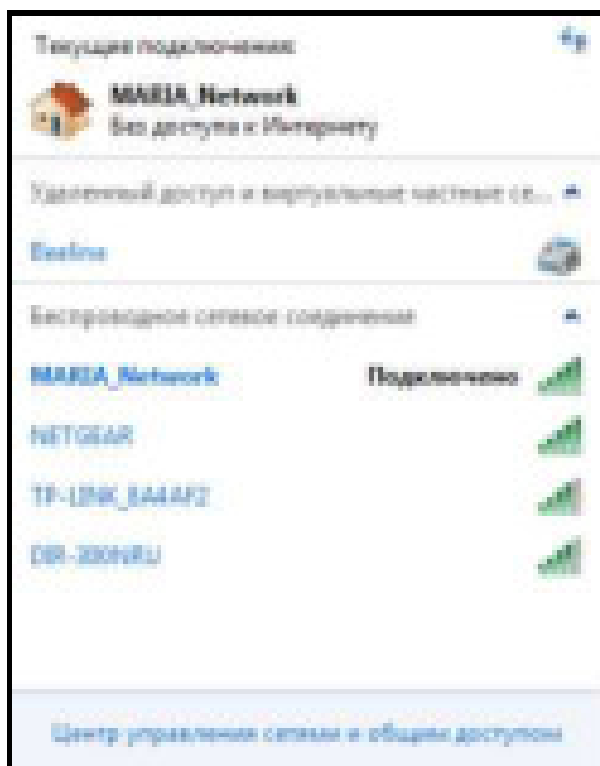 Текущие подключения:
MARIA_Network
Без доступа к Интернету
Удаленный доступ и виртуальные частные се...
Beeline
Беспроводное сетевое соединение
MARIA_Network Подключено
NETGEAR
TP-LINK_EA4AF2
DIR-300NRU
Центр управления сетями и общим доступом